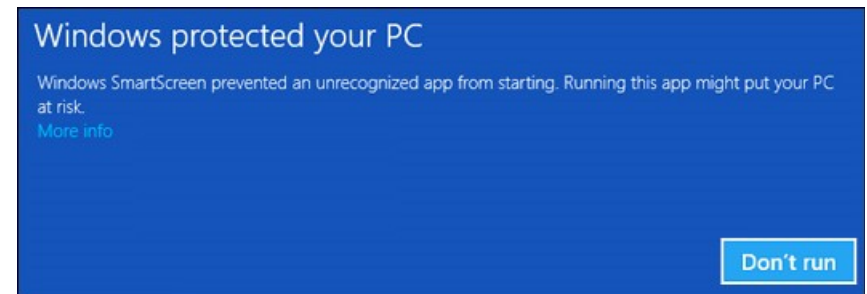 Windows protected your PC
Windows SmartScreen prevented an unrecognized app from starting. Running this app might put your PC
at risk.
More info
Don't run